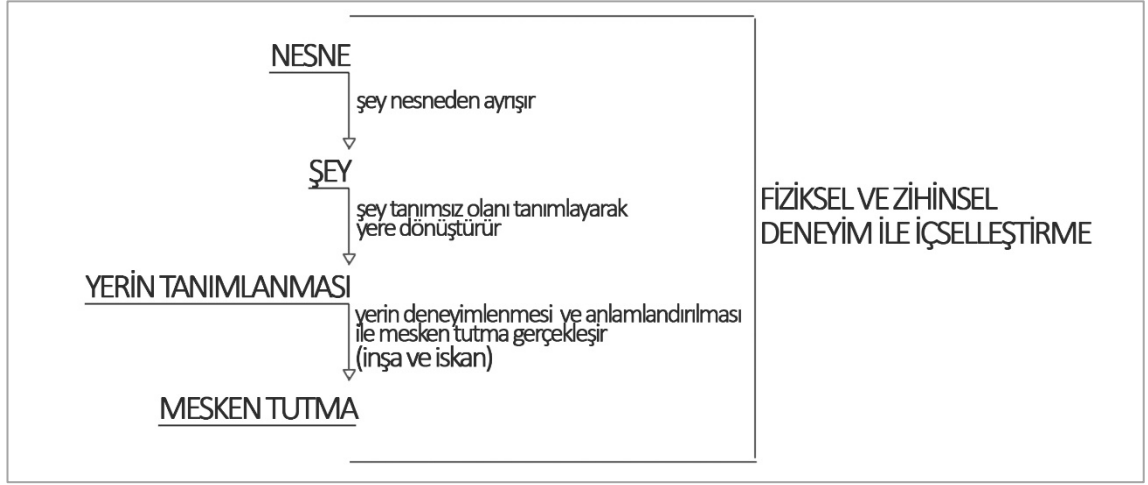 NESNE
şey nesneden ayrışır
ŞEY
şey tanımsız olanı tanımlayarak
yere dönüştürür
YERİN TANIMLANMASI
yerin deneyimlenmesi ve anlamlandırılması
ile mesken tutma gerçekleşir
(inşa ve iskan)
MESKEN TUTMA
FİZİKSEL VE ZİHİNSEL
DENEYİM İLE İÇSELLEŞTİRME